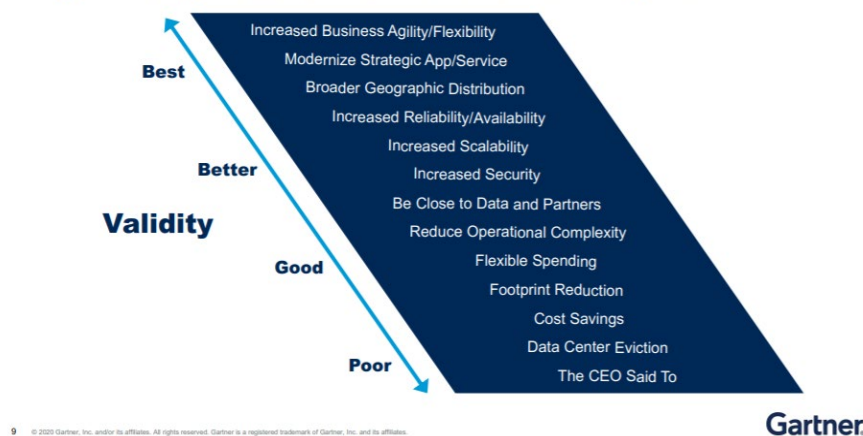 Increased Business Agility/Flexibility
Modernize Strategic App/Service
Best
Broader Geographic Distribution
Increased Reliability/Availability
Increased Scalability
Better
Increased Security
Be Close to Data and Partners
Validity
Reduce Operational Complexity
Flexible Spending
Good
Footprint Reduction
Cost Savings
Data Center Eviction
Poor
The CEO Said To
9 © 2020 Gartner, Inc. and/or its affiliates. All rights reserved. Gartner is a registered trademark of Gartner, Inc. and its affiliates.
Gartner